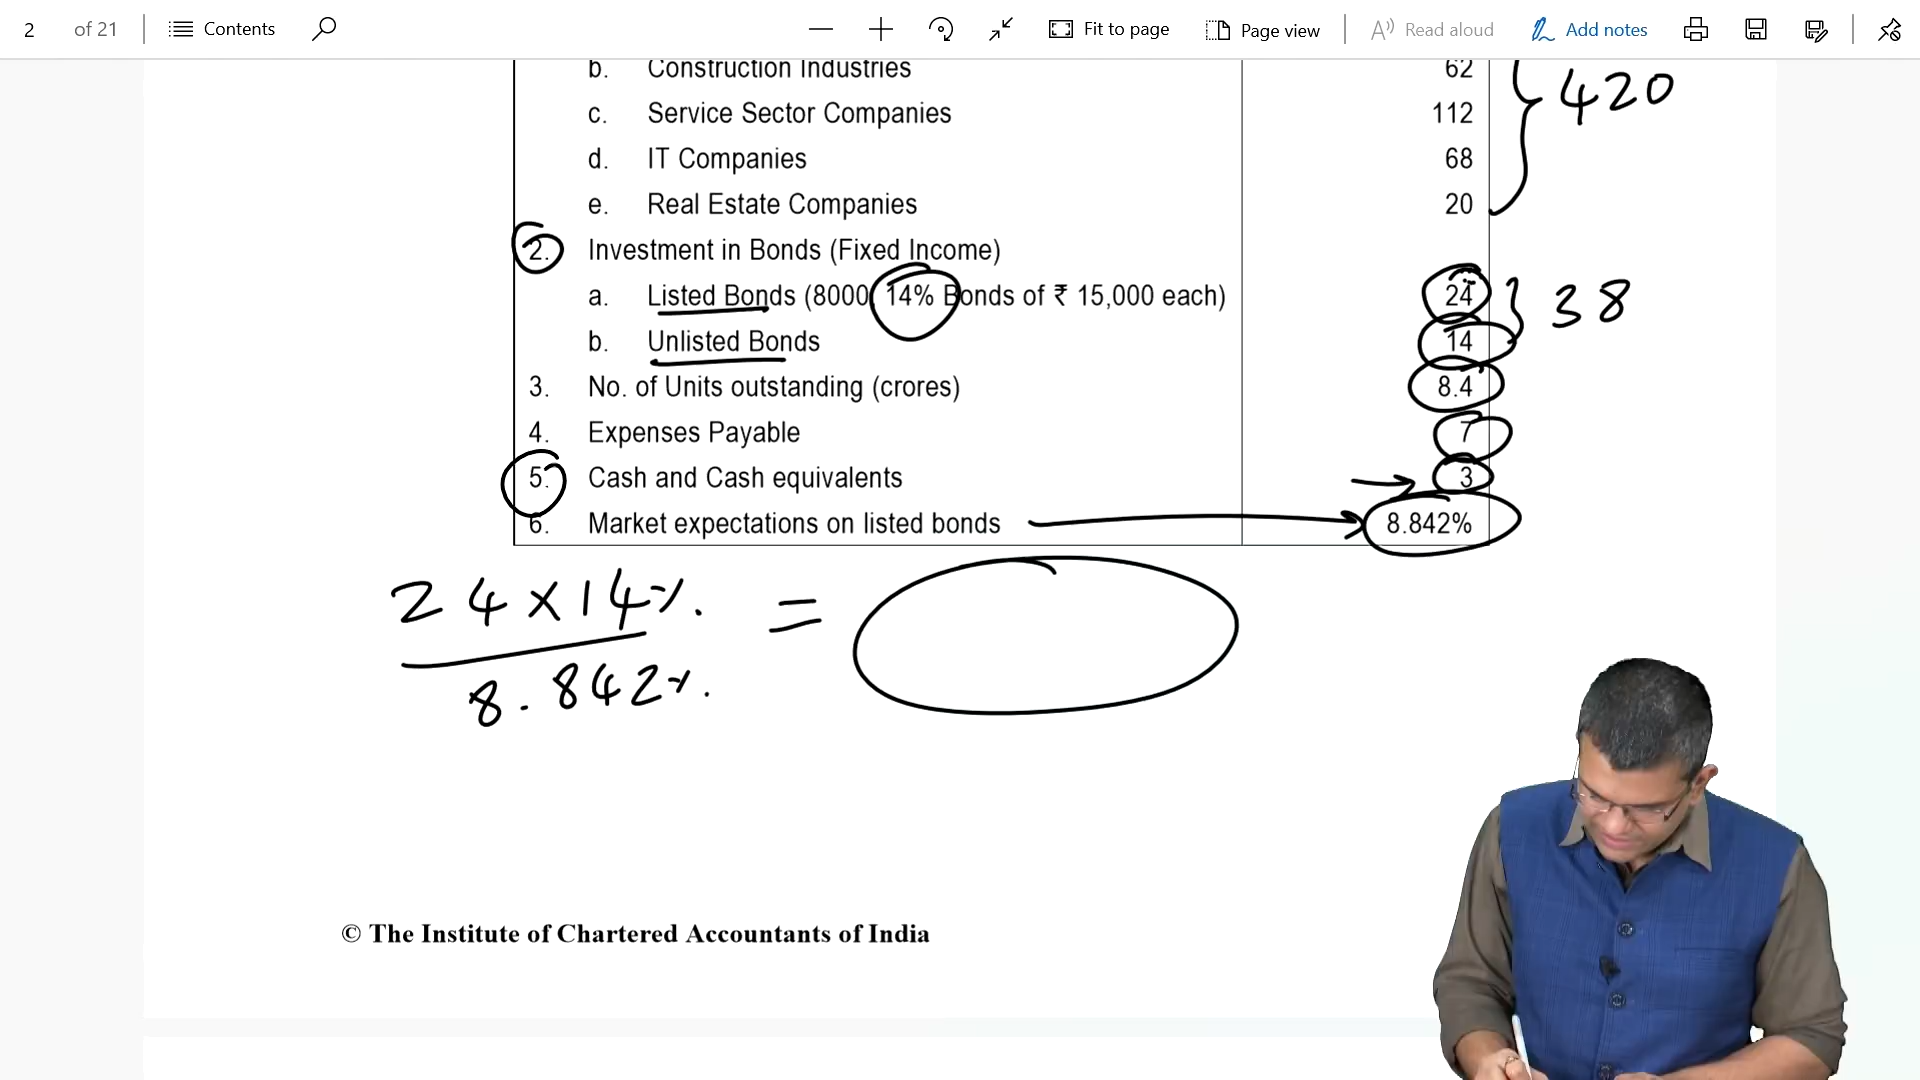 2 of 21 Contents Fit to page Page view Read aloud Add notes
b. Construction Industries 62
420
c. Service Sector Companies 112
d. IT Companies 68
e. Real Estate Companies 20
2. Investment in Bonds (Fixed Income)
a. Listed Bonds (8000, 14% Bonds of ₹ 15,000 each) 24
38
b. Unlisted Bonds 14
3. No. of Units outstanding (crores) 8.4
4. Expenses Payable 7
5. Cash and Cash equivalents 3
6. Market expectations on listed bonds 8.842%
24 × 14% =
8.842%
© The Institute of Chartered Accountants of India